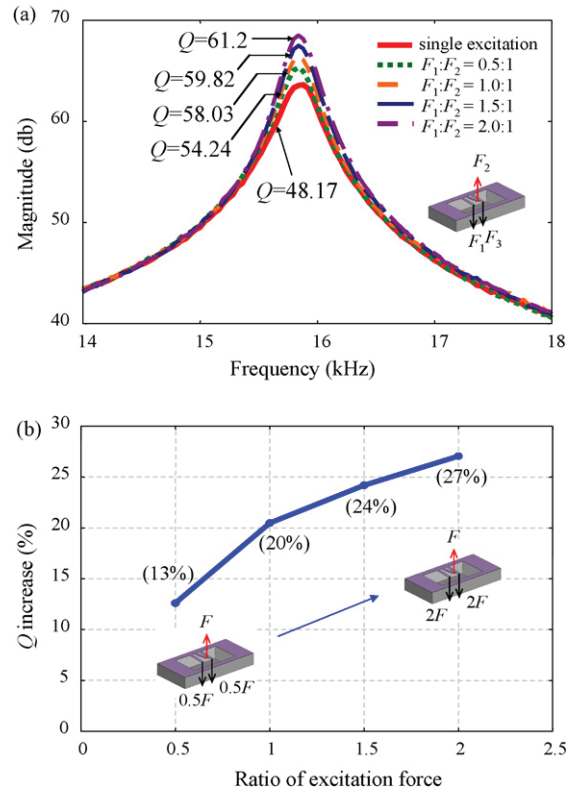 (a)
70
60
50
40
Magnitude (db)
Q=61.2
Q=59.82
Q=58.03
Q=54.24
Q=48.17
single excitation
F1:F2 = 0.5:1
F1:F2 = 1.0:1
F1:F2 = 1.5:1
F1:F2 = 2.0:1
F2
F1 F3
14 15 16 17 18
Frequency (kHz)
(b)
30
25
20
15
10
5
0
Q increase (%)
(13%)
(20%)
(24%)
(27%)
F
0.5F 0.5F
F
2F 2F
0 0.5 1 1.5 2 2.5
Ratio of excitation force